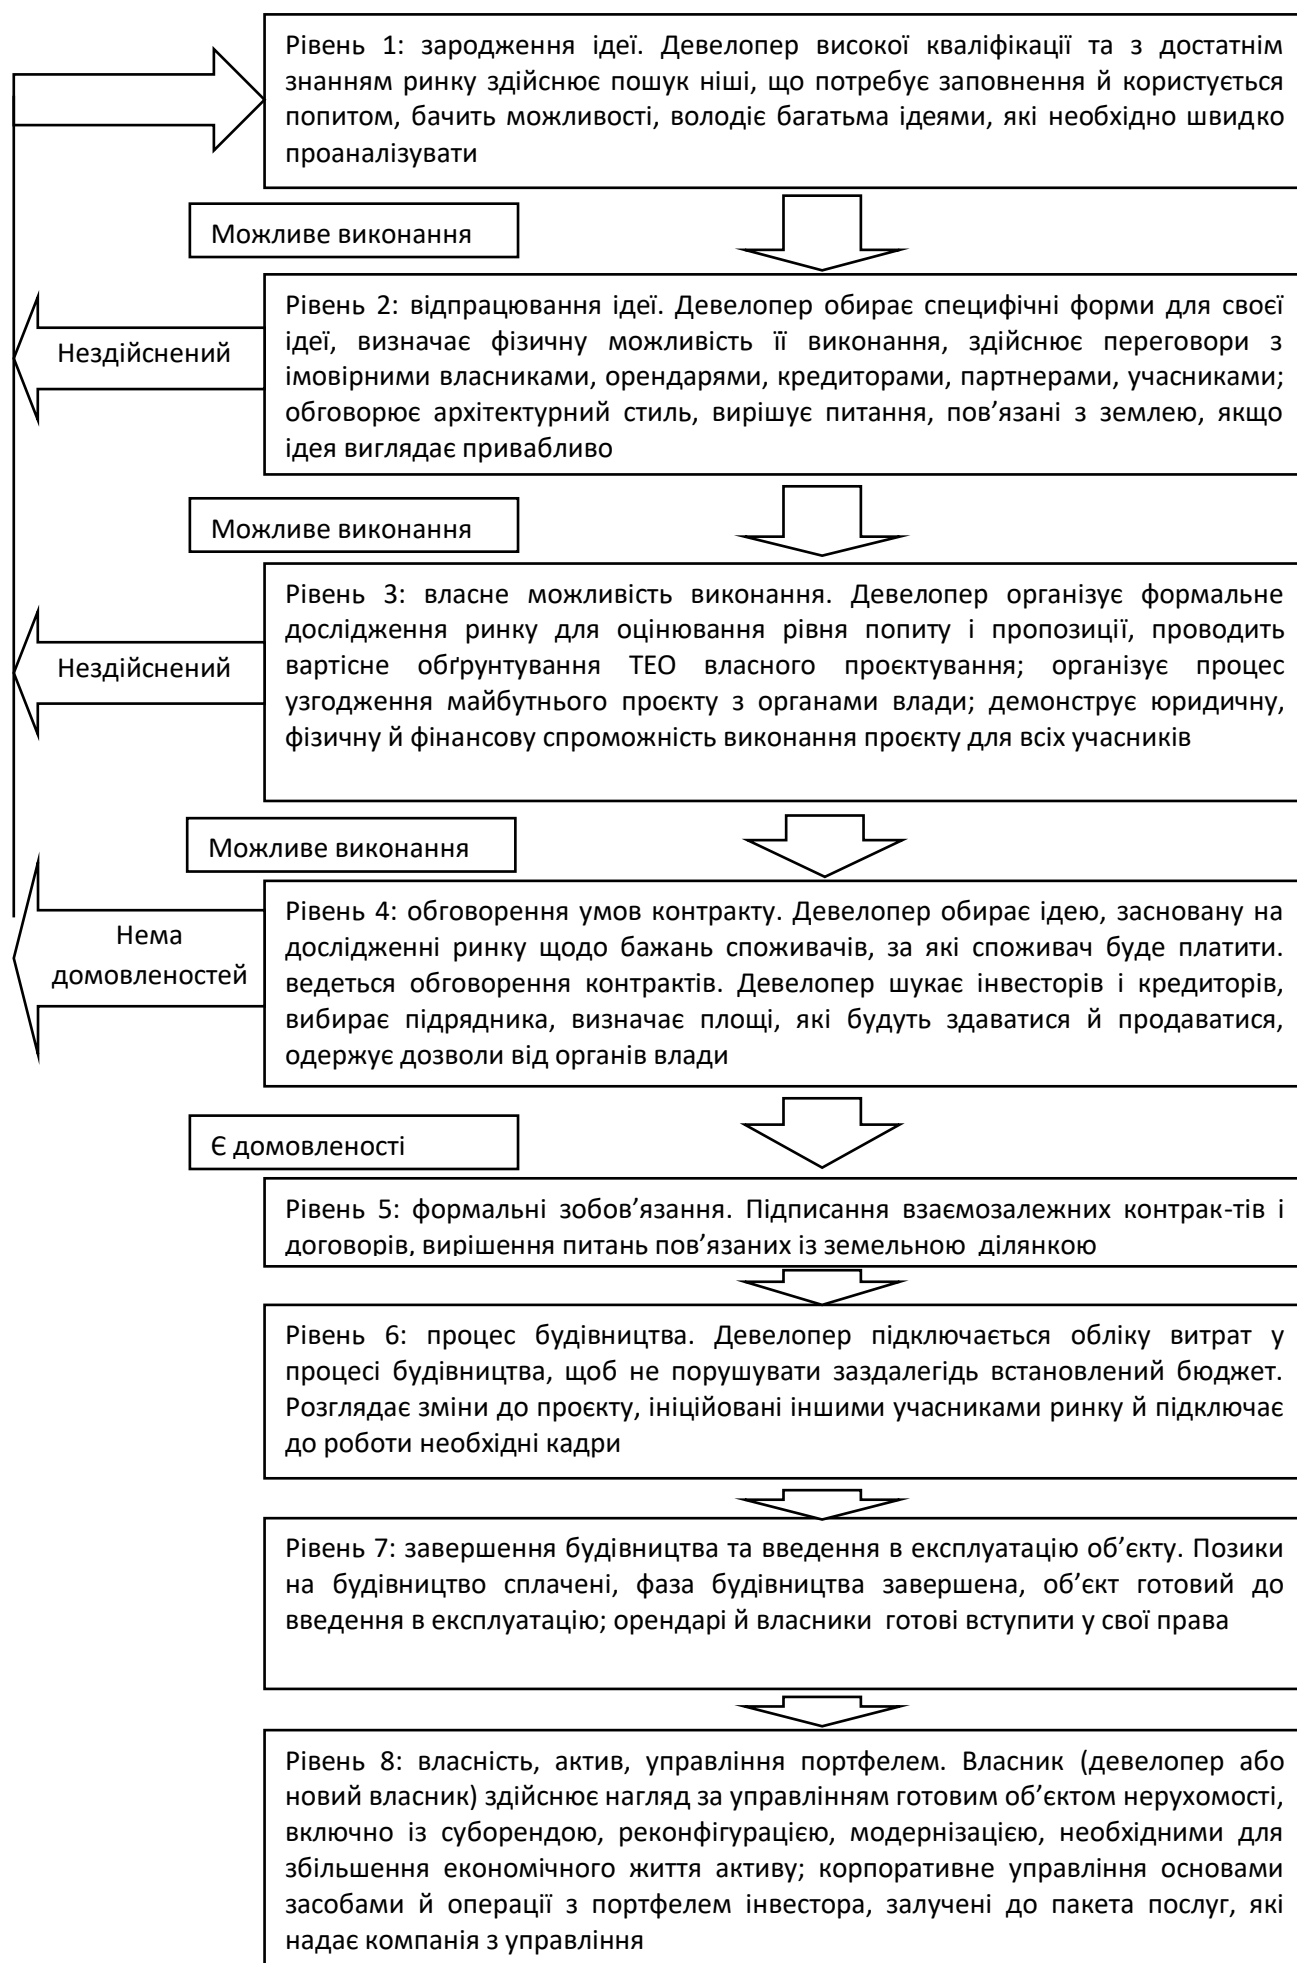 Рівень 1: зародження ідеї. Девелопер високої кваліфікації та з достатнім
знанням ринку здійснює пошук ніші, що потребує заповнення й користується
попитом, бачить можливості, володіє багатьма ідеями, які необхідно швидко
проаналізувати
Можливе виконання
Рівень 2: відпрацювання ідеї. Девелопер обирає специфічні форми для своєї
ідеї, визначає фізичну можливість її виконання, здійснює переговори з
імовірними власниками, орендарями, кредиторами, партнерами, учасниками;
обговорює архітектурний стиль, вирішує питання, пов’язані з землею, якщо
ідея виглядає привабливо
Нездійснений
Можливе виконання
Рівень 3: власне можливість виконання. Девелопер організує формальне
дослідження ринку для оцінювання рівня попиту і пропозиції, проводить
вартісне обґрунтування ТЕО власного проєктування; організує процес
узгодження майбутнього проєкту з органами влади; демонструє юридичну,
фізичну й фінансову спроможність виконання проєкту для всіх учасників
Нездійснений
Можливе виконання
Рівень 4: обговорення умов контракту. Девелопер обирає ідею, засновану на
дослідженні ринку щодо бажань споживачів, за які споживач буде платити.
ведеться обговорення контрактів. Девелопер шукає інвесторів і кредиторів,
вибирає підрядника, визначає площі, які будуть здаватися й продаватися,
одержує дозволи від органів влади
Нема
домовленостей
Є домовленості
Рівень 5: формальні зобов’язання. Підписання взаємозалежних контрак-тів і
договорів, вирішення питань пов’язаних із земельною ділянкою
Рівень 6: процес будівництва. Девелопер підключається обліку витрат у
процесі будівництва, щоб не порушувати заздалегідь встановлений бюджет.
Розглядає зміни до проєкту, ініційовані іншими учасниками ринку й підключає
до роботи необхідні кадри
Рівень 7: завершення будівництва та введення в експлуатацію об’єкту. Позики
на будівництво сплачені, фаза будівництва завершена, об’єкт готовий до
введення в експлуатацію; орендарі й власники готові вступити у свої права
Рівень 8: власність, актив, управління портфелем. Власник (девелопер або
новий власник) здійснює нагляд за управлінням готовим об’єктом нерухомості,
включно із суборендою, реконфігурацією, модернізацією, необхідними для
збільшення економічного життя активу; корпоративне управління основами
засобами й операції з портфелем інвестора, залучені до пакета послуг, які
надає компанія з управління